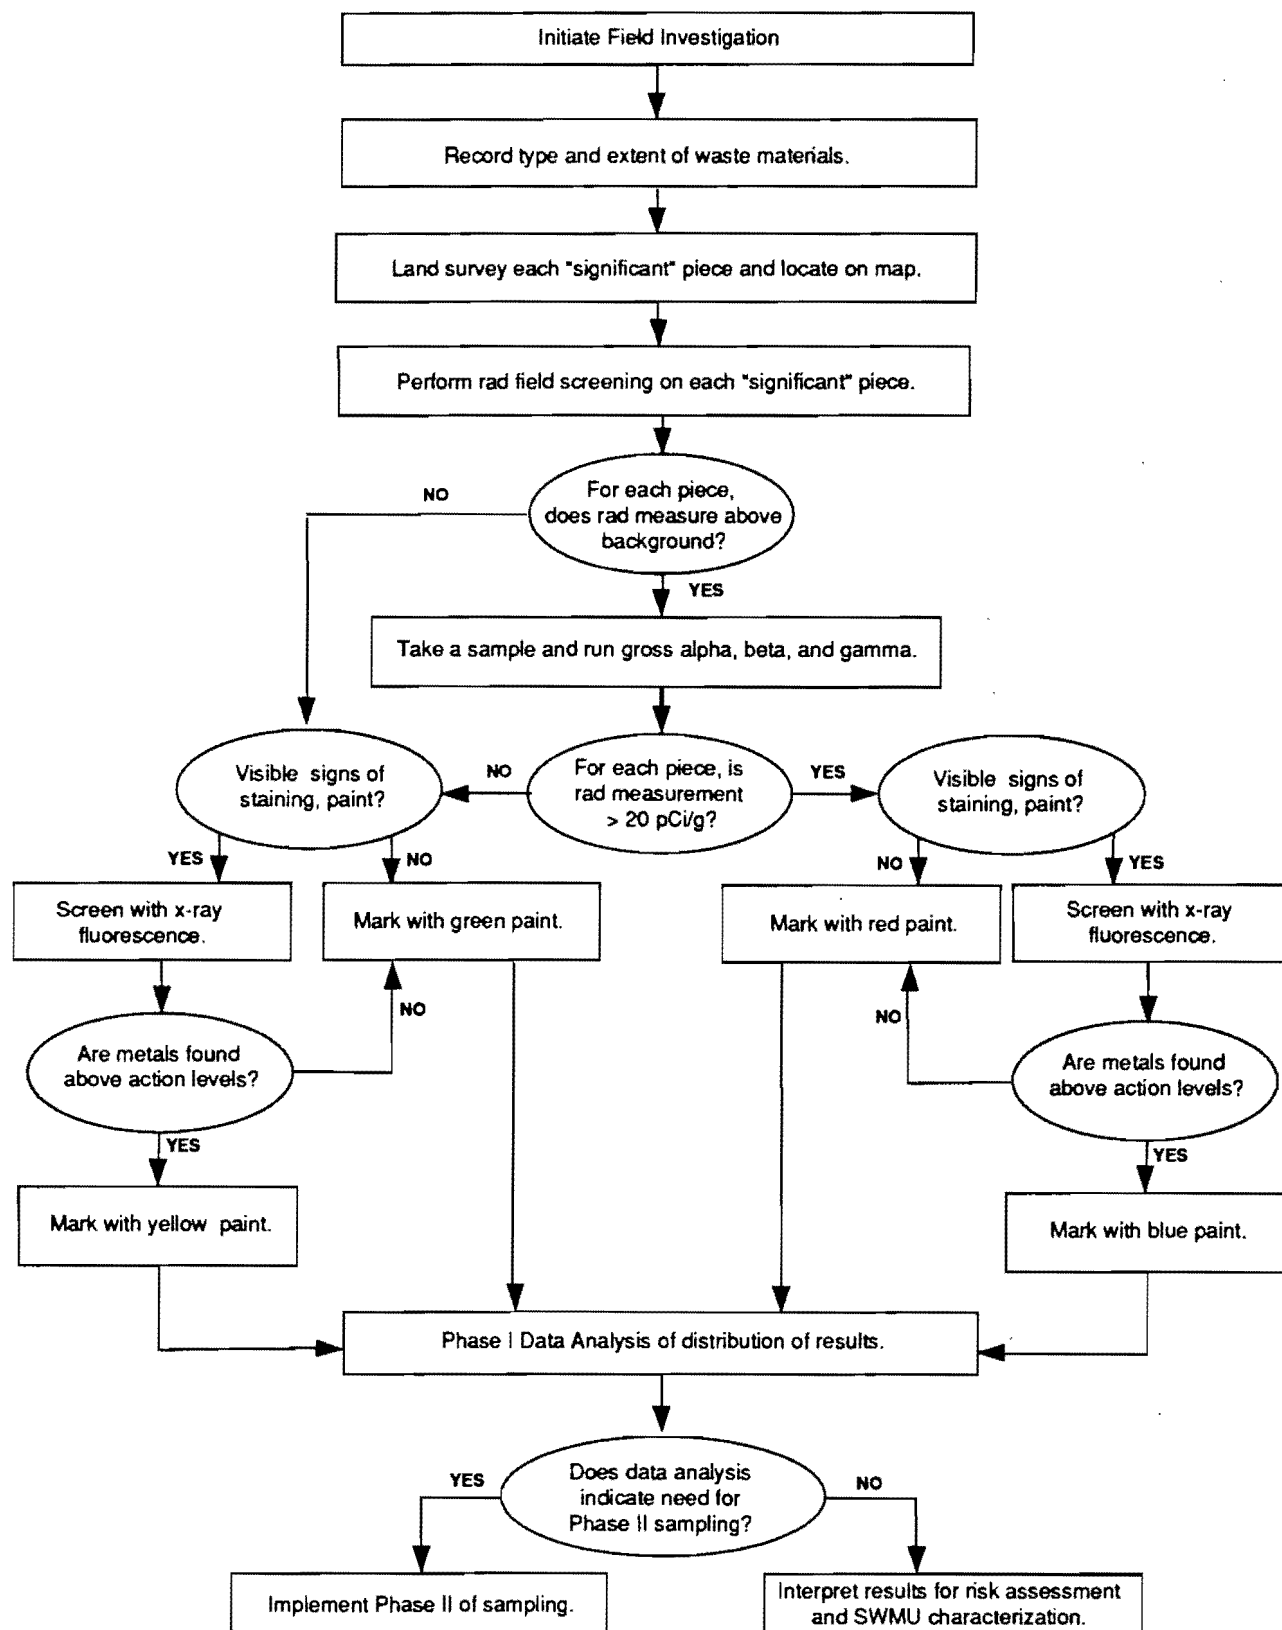 Initiate Field Investigation
Record type and extent of waste materials.
Land survey each "significant" piece and locate on map.
Perform rad field screening on each "significant" piece.
For each piece,
does rad measure above
background?
NO
YES
Take a sample and run gross alpha, beta, and gamma.
Visible signs of
staining, paint?
NO
For each piece, is
rad measurement
> 20 pCi/g?
YES
Visible signs of
staining, paint?
YES
NO
NO
YES
Screen with x-ray
fluorescence.
Mark with green paint.
Mark with red paint.
Screen with x-ray
fluorescence.
NO
NO
Are metals found
above action levels?
Are metals found
above action levels?
YES
YES
Mark with yellow paint.
Mark with blue paint.
Phase I Data Analysis of distribution of results.
YES
Does data analysis
indicate need for
Phase II sampling?
NO
Implement Phase II of sampling.
Interpret results for risk assessment
and SWMU characterization.